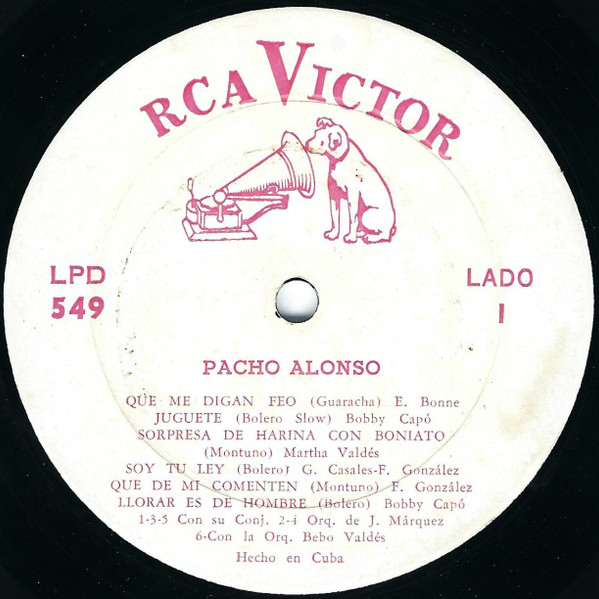 RCA VICTOR
LPD
549
LADO
1
PACHO ALONSO
QUE ME DIGAN FEO (Guaracha) E. Bonne
JUGUETE (Bolero Slow) Bobby Capó
SORPRESA DE HARINA CON BONIATO
(Montuno) Martha Valdés
SOY TU LEY (Bolero) G. Casales-F. González
QUE DE MI COMENTEN (Montuno) F. González
LLORAR ES DE HOMBRE (Bolero) Bobby Capó
1-3-5 Con su Conj. 2-4 Orq. de J. Márquez
6-Con la Orq. Bebo Valdés
Hecho en Cuba